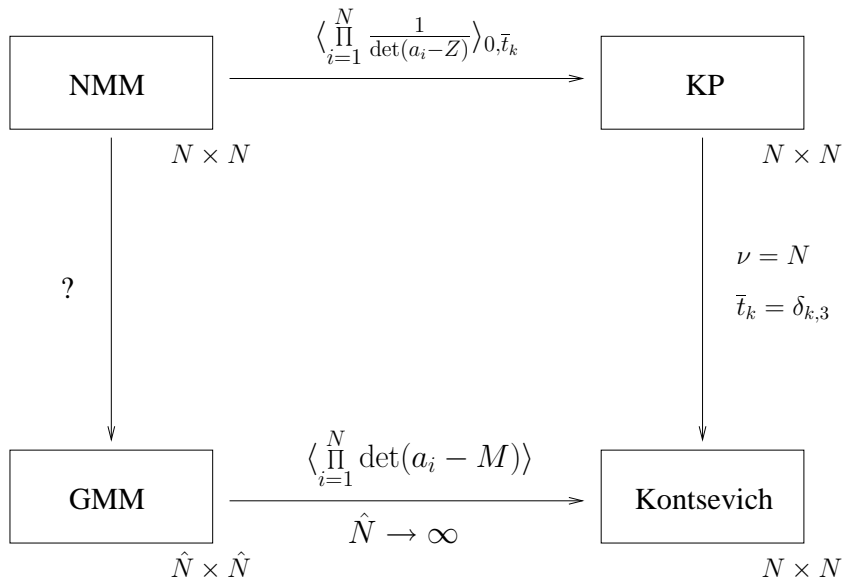 ⟨∏_{i=1}^{N} 1/det(a_i−Z)⟩_{0,t̅_k}
NMM
KP
N × N
N × N
?
ν = N
t̅_k = δ_{k,3}
⟨∏_{i=1}^{N} det(a_i − M)⟩
GMM
Kontsevich
N̂ → ∞
N̂ × N̂
N × N